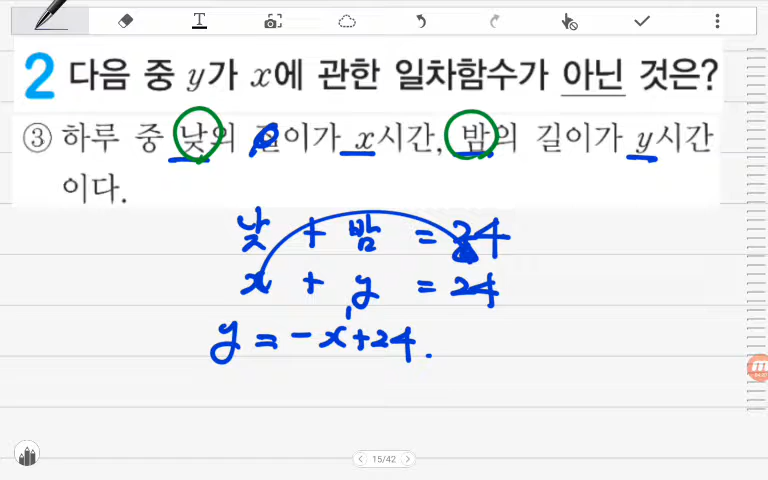 T
2 다음 중 y가 x에 관한 일차함수가 아닌 것은?
③ 하루 중 낮의 길이가 x시간, 밤의 길이가 y시간
이다.
낮 + 밤 = 24
x + y = 24
y = -x + 24.
15/42